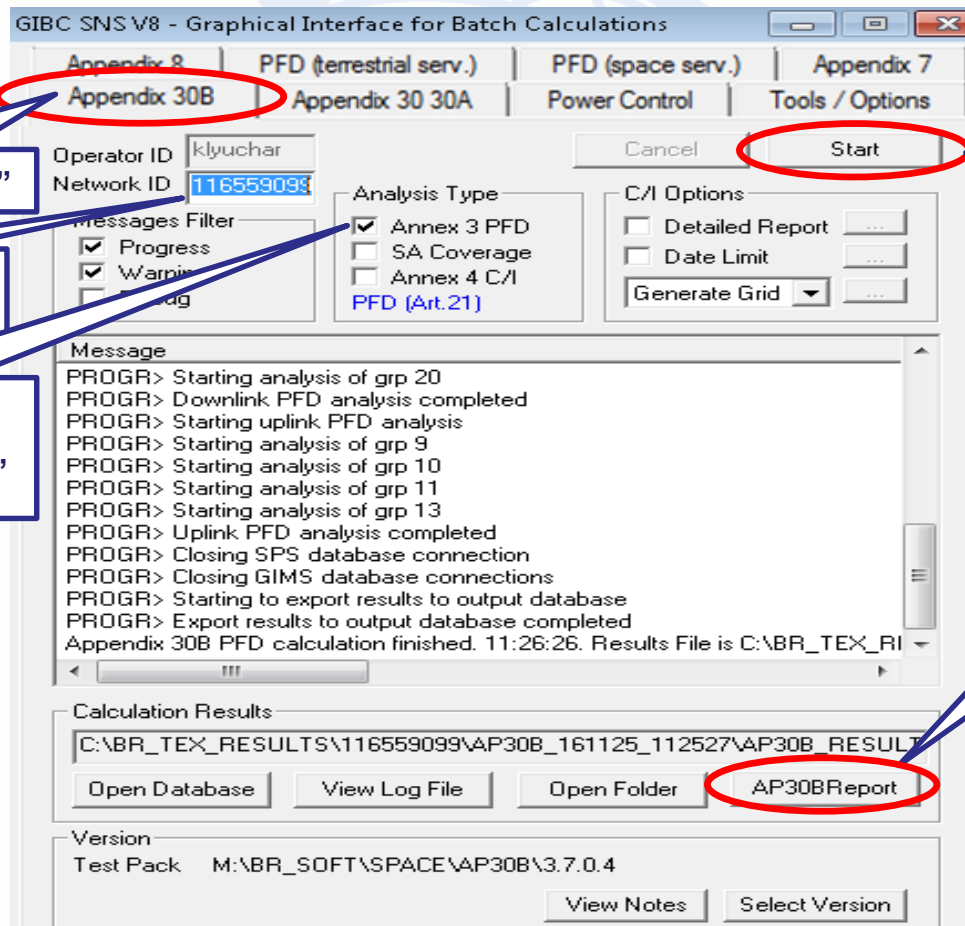 GIBC SNS V8 - Graphical Interface for Batch Calculations
Appendix 8 PFD (terrestrial serv.) PFD (space serv.) Appendix 7
Appendix 30B Appendix 30 30A Power Control Tools / Options
Operator ID klyuchar Cancel Start
”
Network ID 116559099
Messages Filter Analysis Type C/I Options
Progress Annex 3 PFD Detailed Report ...
SA Coverage Date Limit ...
Annex 4 C/I Generate Grid ...
PFD (Art.21)
Message
PROGR> Starting analysis of grp 20
PROGR> Downlink PFD analysis completed
PROGR> Starting uplink PFD analysis
PROGR> Starting analysis of grp 9
”
PROGR> Starting analysis of grp 10
PROGR> Starting analysis of grp 11
PROGR> Starting analysis of grp 13
PROGR> Uplink PFD analysis completed
PROGR> Closing SPS database connection
PROGR> Closing GIMS database connections
PROGR> Starting to export results to output database
PROGR> Export results to output database completed
Appendix 30B PFD calculation finished. 11:26:26. Results File is C:\BR_TEX_RI
Calculation Results
C:\BR_TEX_RESULTS\116559099\AP30B_161125_112527\AP30B_RESULT
Open Database View Log File Open Folder AP30BReport
Version
Test Pack M:\BR_SOFT\SPACE\AP30B\3.7.0.4
View Notes Select Version